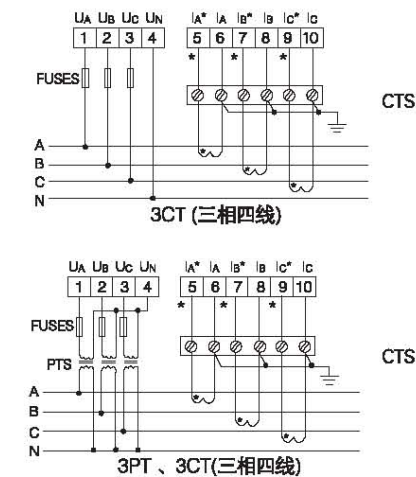 UA UB UC UN IA* IA IB* IB IC* IC
1 2 3 4 5 6 7 8 9 10
* * *
FUSES
CTS
A
B
C
N
* * *
3CT (三相四线)
UA UB UC UN IA* IA IB* IB IC* IC
1 2 3 4 5 6 7 8 9 10
* * *
FUSES
PTS
CTS
A
B
C
N
* * *
3PT 、3CT(三相四线)